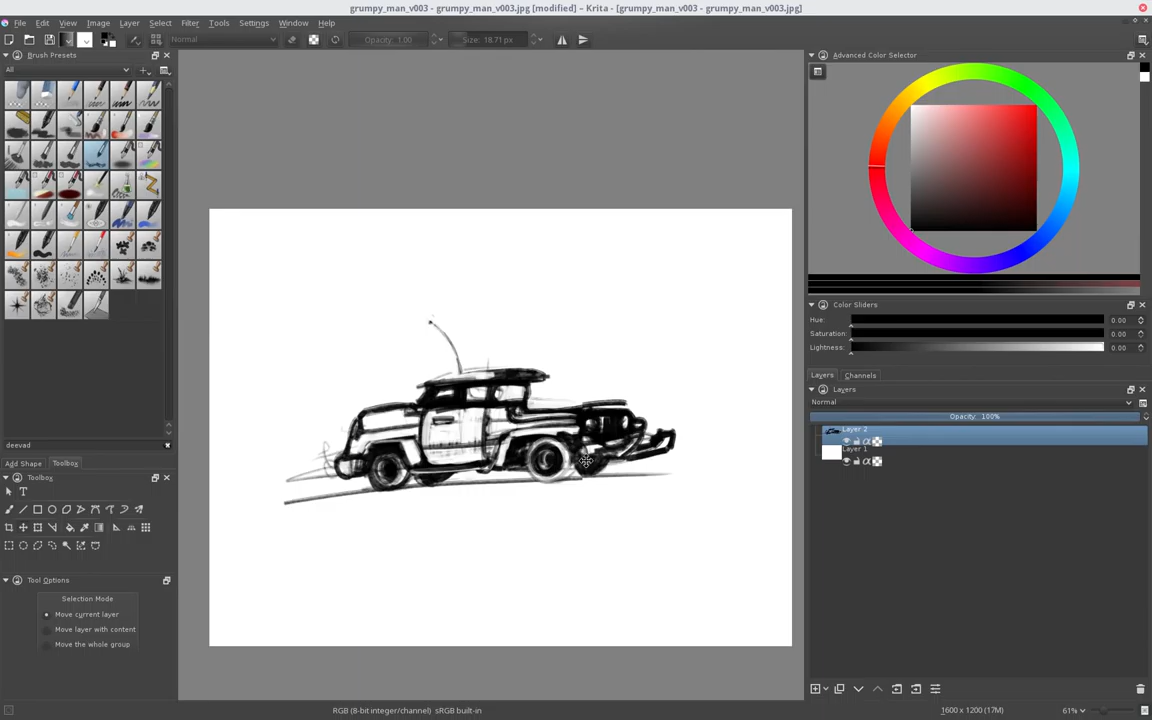 grumpy_man_v003 - grumpy_man_v003.jpg [modified] – Krita - [grumpy_man_v003 - grumpy_man_v003.jpg]
File Edit View Image Layer Filter Select Tools Settings Window Help
Normal Opacity: 1.00 Size: 18.71 px
Brush Presets
All
deevad
Add Shape Toolbox
Toolbox
Tool Options
Selection Mode
Move current layer
Move layer with content
Move the whole group
Advanced Color Selector
Color Sliders
Hue: 0.00
Saturation: 0.00
Lightness: 0.00
Layers Channels
Layers
Normal
Opacity: 100%
Layer 2
Layer 1
RGB (8-bit integer/channel) sRGB built-in
1600 x 1200 (17M) 61%